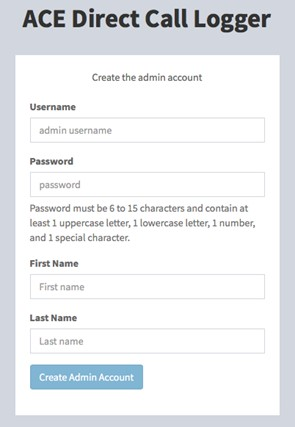 ACE Direct Call Logger
Create the admin account
Username
admin username
Password
password
Password must be 6 to 15 characters and contain at
least 1 uppercase letter, 1 lowercase letter, 1 number,
and 1 special character.
First Name
First name
Last Name
Last name
Create Admin Account